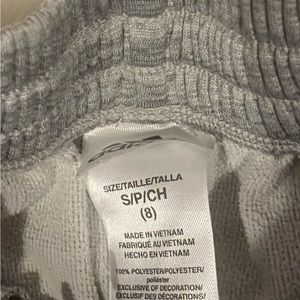 SIZE/TAILLE/TALLA
S/P/CH
(8)
MADE IN VIETNAM
FABRIQUÉ AU VIETNAM
HECHO EN VIETNAM
100% POLYESTER/POLYESTER/
poliéster
EXCLUSIVE OF DECORATION/
EXCLUSIF DES DÉCORATIONS/